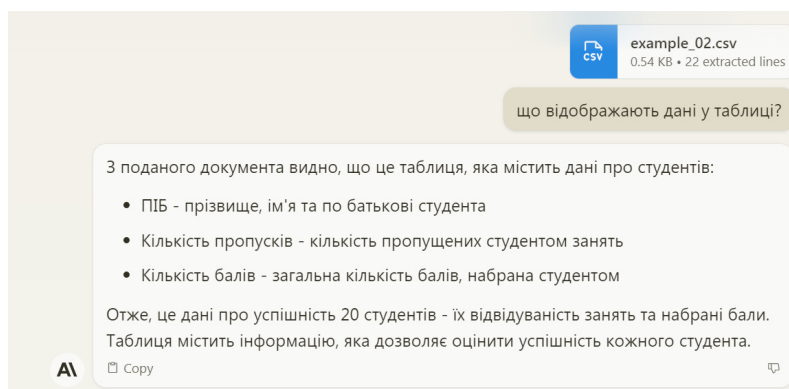 CSV
example_02.csv
0.54 KB • 22 extracted lines
що відображають дані у таблиці?
З поданого документа видно, що це таблиця, яка містить дані про студентів:
• ПІБ - прізвище, ім'я та по батькові студента
• Кількість пропусків - кількість пропущених студентом занять
• Кількість балів - загальна кількість балів, набрана студентом
Отже, це дані про успішність 20 студентів - їх відвідуваність занять та набрані бали.
Таблиця містить інформацію, яка дозволяє оцінити успішність кожного студента.
A\
Copy